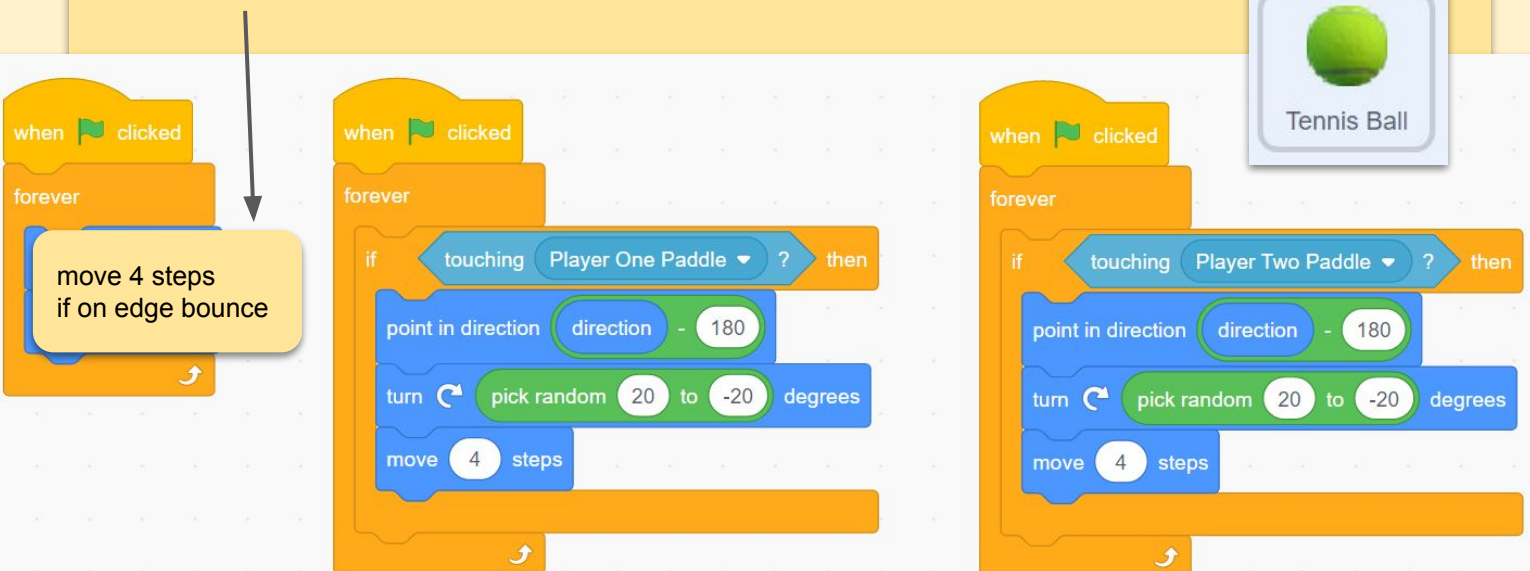 Tennis Ball
when clicked
forever
move 4 steps
if on edge bounce
when clicked
forever
if touching Player One Paddle ? then
point in direction direction - 180
turn pick random 20 to -20 degrees
move 4 steps
when clicked
forever
if touching Player Two Paddle ? then
point in direction direction - 180
turn pick random 20 to -20 degrees
move 4 steps